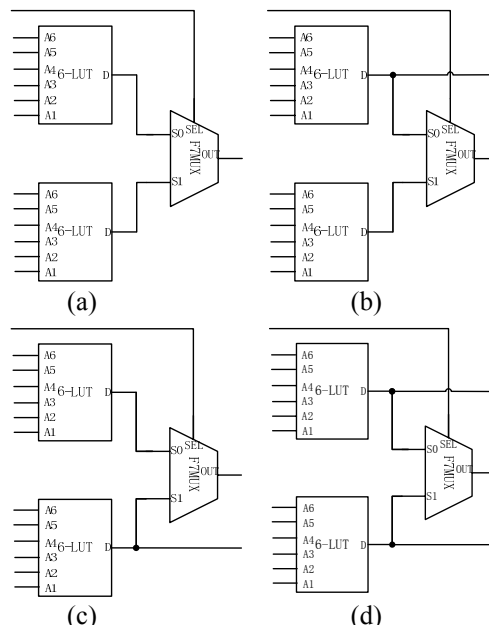 A6
A5
A4
A3
A2
A1
6-LUT
D
S0
SEL
F7MUX
OUT
S1
A6
A5
A4
A3
A2
A1
6-LUT
D
(a)
A6
A5
A4
A3
A2
A1
6-LUT
D
S0
SEL
F7MUX
OUT
S1
A6
A5
A4
A3
A2
A1
6-LUT
D
(b)
A6
A5
A4
A3
A2
A1
6-LUT
D
S0
SEL
F7MUX
OUT
S1
A6
A5
A4
A3
A2
A1
6-LUT
D
(c)
A6
A5
A4
A3
A2
A1
6-LUT
D
S0
SEL
F7MUX
OUT
S1
A6
A5
A4
A3
A2
A1
6-LUT
D
(d)